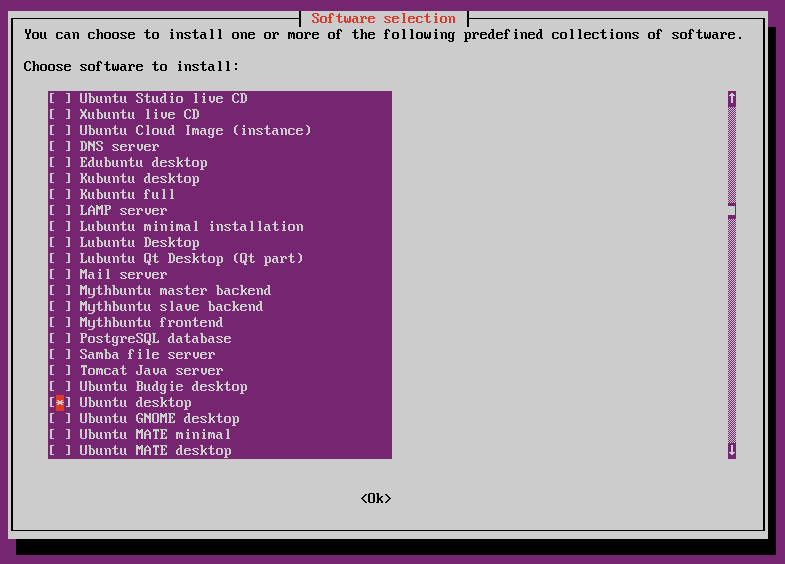 Software selection
You can choose to install one or more of the following predefined collections of software.
Choose software to install:
[ ] Ubuntu Studio live CD
[ ] Xubuntu live CD
[ ] Ubuntu Cloud Image (instance)
[ ] DNS server
[ ] Edubuntu desktop
[ ] Kubuntu desktop
[ ] Kubuntu full
[ ] LAMP server
[ ] Lubuntu minimal installation
[ ] Lubuntu Desktop
[ ] Lubuntu Qt Desktop (Qt part)
[ ] Mail server
[ ] Mythbuntu master backend
[ ] Mythbuntu slave backend
[ ] Mythbuntu frontend
[ ] PostgreSQL database
[ ] Samba file server
[ ] Tomcat Java server
[ ] Ubuntu Budgie desktop
[*] Ubuntu desktop
[ ] Ubuntu GNOME desktop
[ ] Ubuntu MATE minimal
[ ] Ubuntu MATE desktop
<Ok>